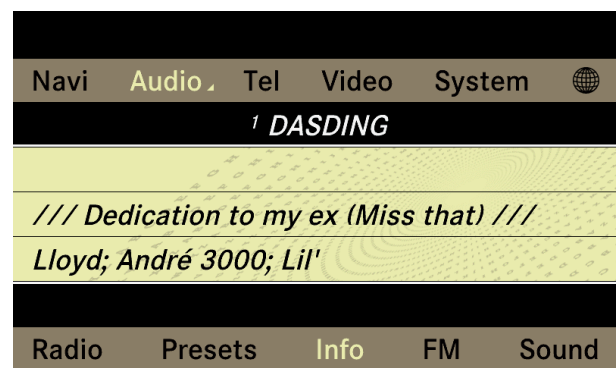 Navi Audio Tel Video System
¹ DASDING
/// Dedication to my ex (Miss that) ///
Lloyd; André 3000; Lil'
Radio Presets Info FM Sound